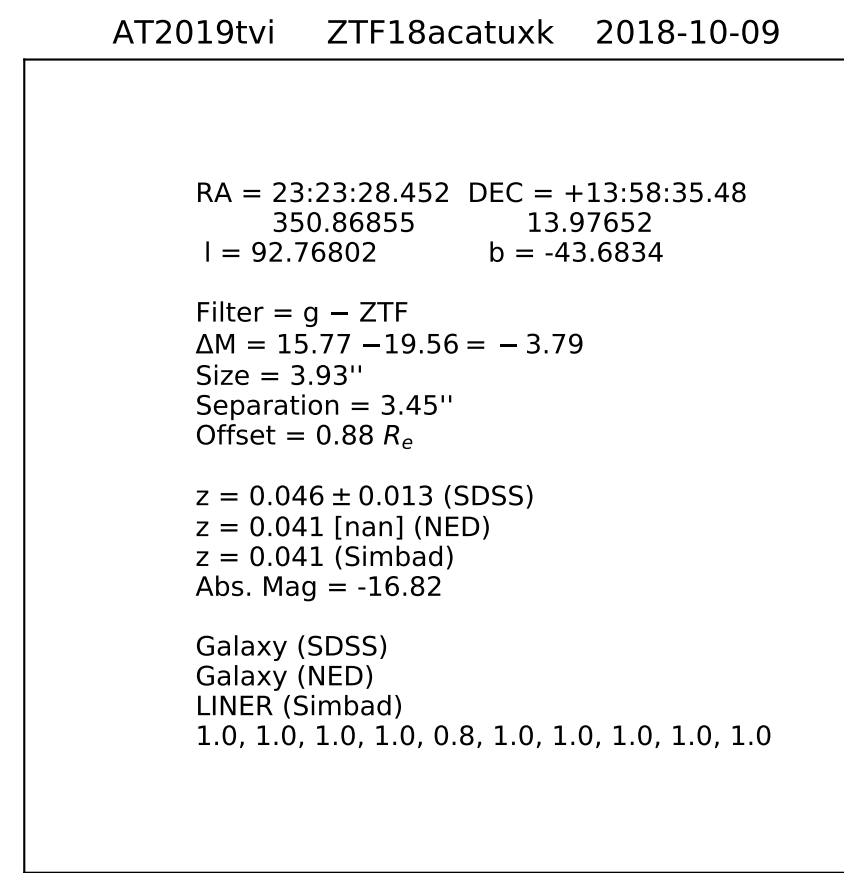 AT2019tvi ZTF18acatuxk 2018-10-09
RA = 23:23:28.452 DEC = +13:58:35.48
350.86855 13.97652
l = 92.76802 b = -43.6834
Filter = g − ZTF
ΔM = 15.77 −19.56 = − 3.79
Size = 3.93''
Separation = 3.45''
Offset = 0.88 Re
z = 0.046 ± 0.013 (SDSS)
z = 0.041 [nan] (NED)
z = 0.041 (Simbad)
Abs. Mag = -16.82
Galaxy (SDSS)
Galaxy (NED)
LINER (Simbad)
1.0, 1.0, 1.0, 1.0, 0.8, 1.0, 1.0, 1.0, 1.0, 1.0